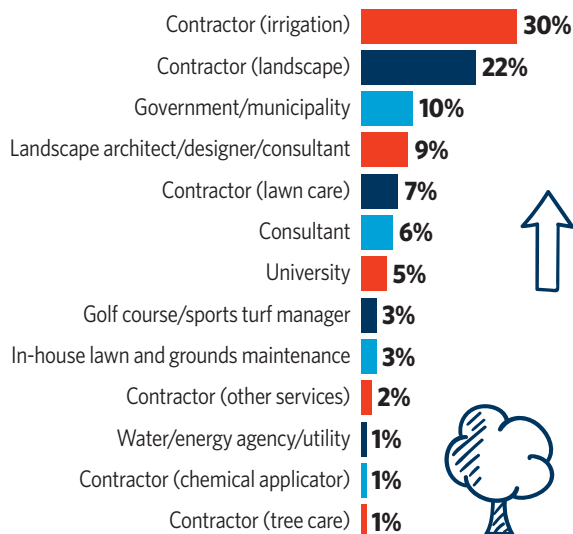 Contractor (irrigation) 30%
Contractor (landscape) 22%
Government/municipality 10%
Landscape architect/designer/consultant 9%
Contractor (lawn care) 7%
Consultant 6%
University 5%
Golf course/sports turf manager 3%
In-house lawn and grounds maintenance 3%
Contractor (other services) 2%
Water/energy agency/utility 1%
Contractor (chemical applicator) 1%
Contractor (tree care) 1%